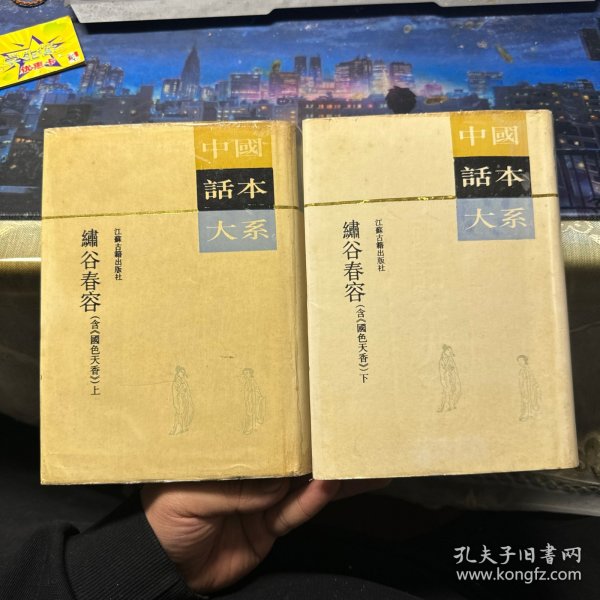 中國
話本
大系
繡谷春容(含《國色天香》)上
江蘇古籍出版社
中國
話本
大系
繡谷春容(含《國色天香》)下
江蘇古籍出版社
孔夫子旧书网
www.kongfz.com